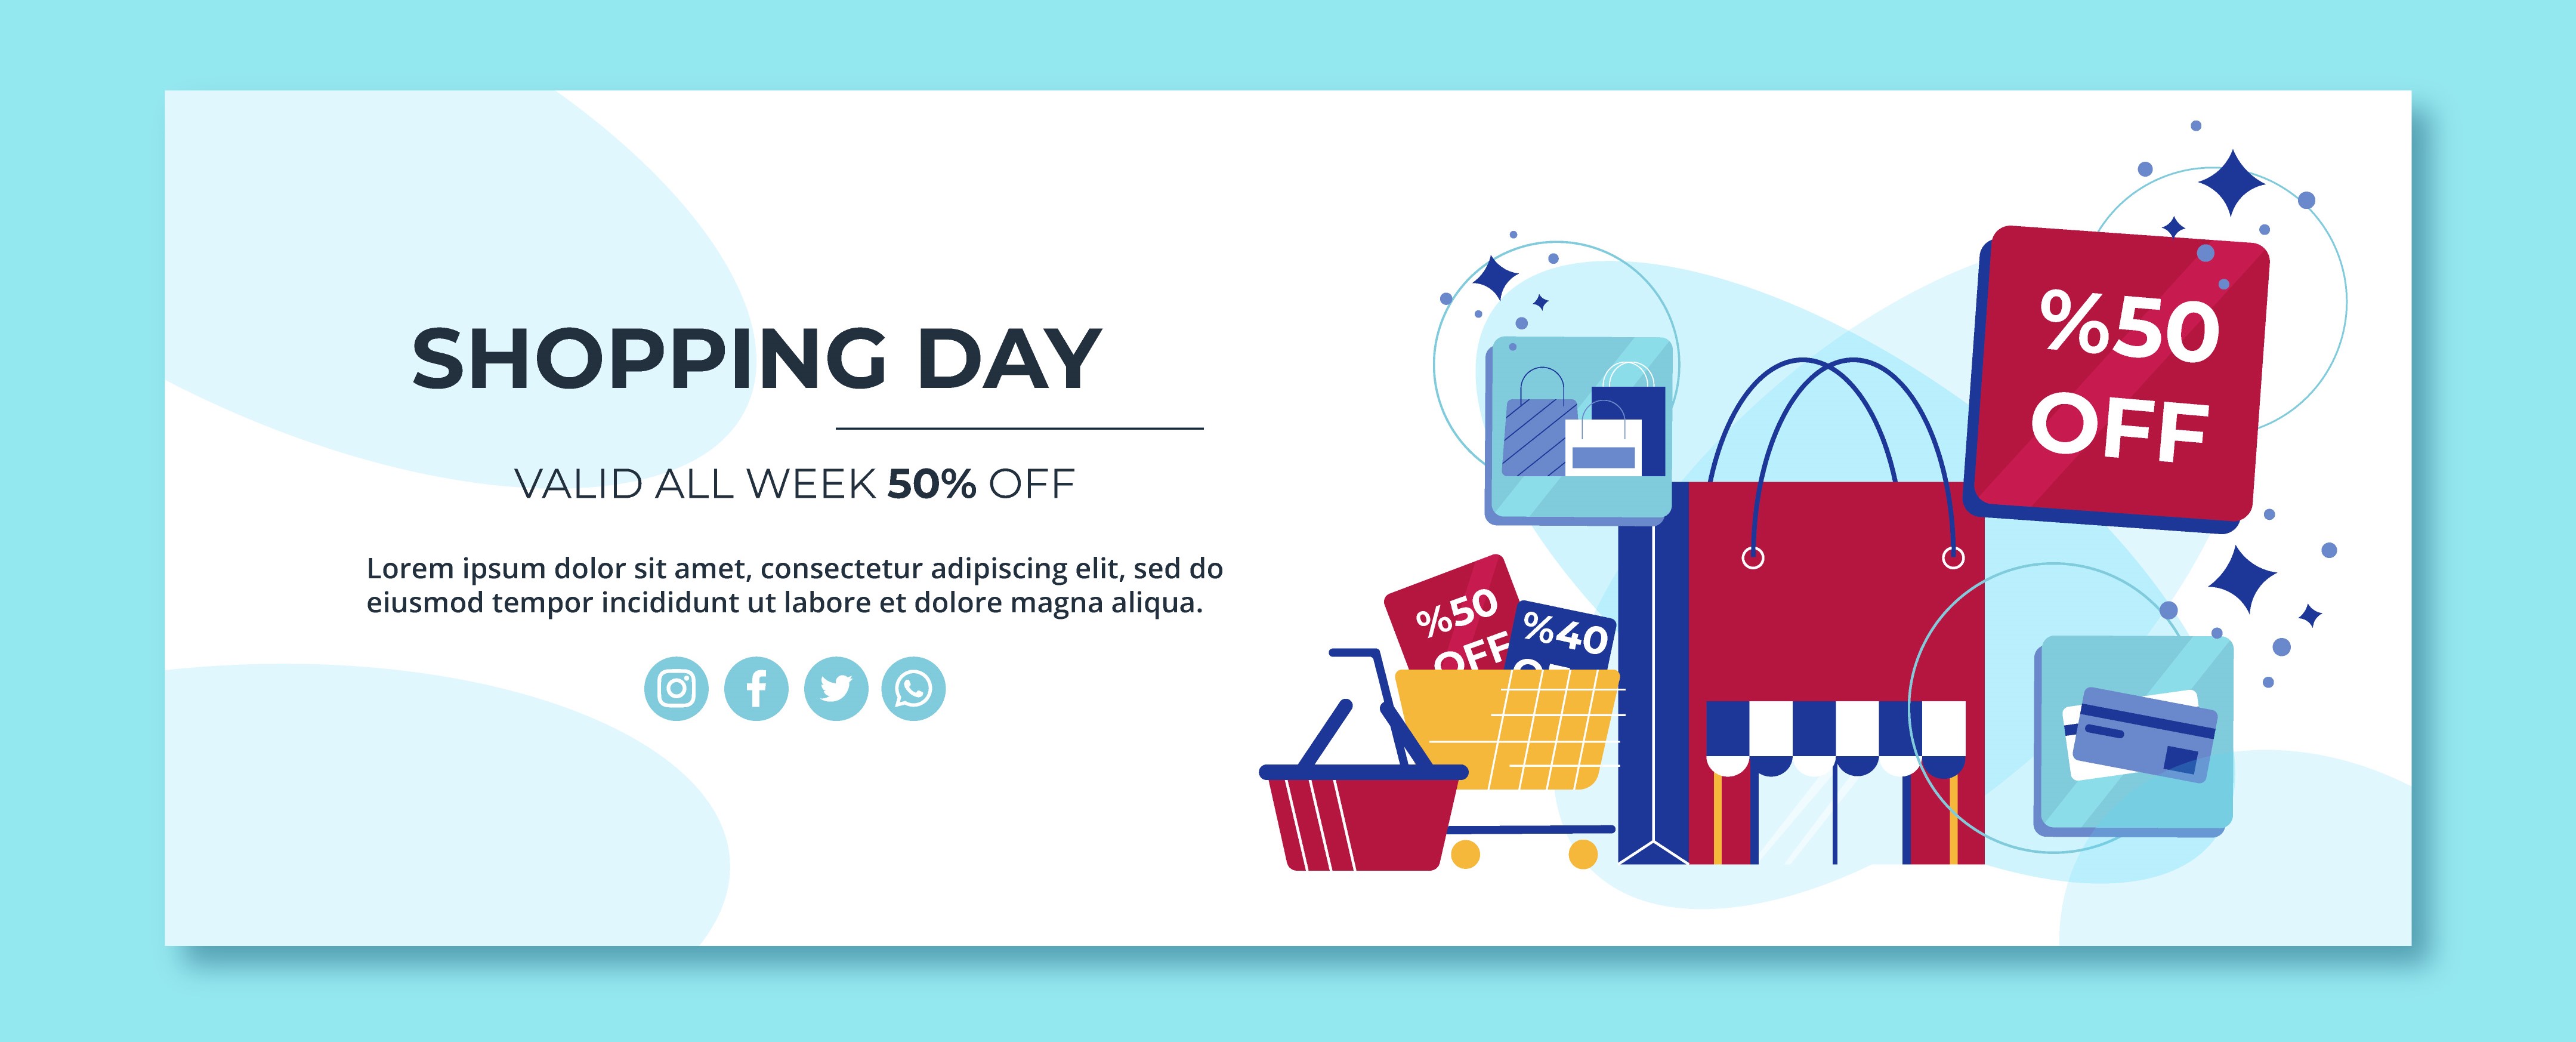 SHOPPING DAY
VALID ALL WEEK 50% OFF
Lorem ipsum dolor sit amet, consectetur adipiscing elit, sed do
eiusmod tempor incididunt ut labore et dolore magna aliqua.
%50
OFF
%50
OFF
%40